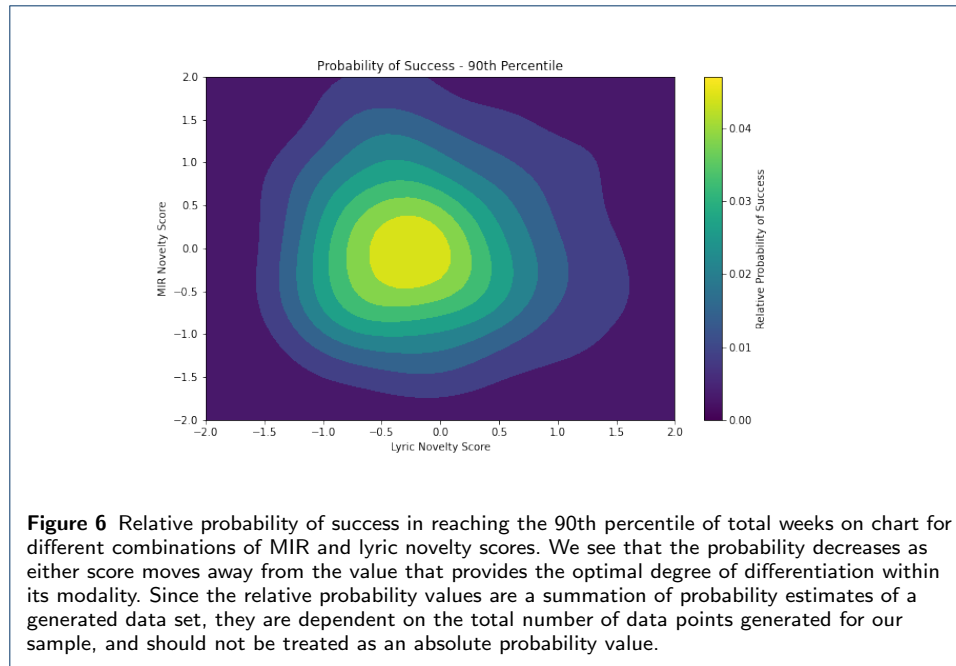 Probability of Success - 90th Percentile
2.0
1.5
1.0
0.5
0.0
−0.5
−1.0
−1.5
−2.0
MIR Novelty Score
−2.0 −1.5 −1.0 −0.5 0.0 0.5 1.0 1.5 2.0
Lyric Novelty Score
0.04
0.03
0.02
0.01
0.00
Relative Probability of Success
Figure 6 Relative probability of success in reaching the 90th percentile of total weeks on chart for
different combinations of MIR and lyric novelty scores. We see that the probability decreases as
either score moves away from the value that provides the optimal degree of differentiation within
its modality. Since the relative probability values are a summation of probability estimates of a
generated data set, they are dependent on the total number of data points generated for our
sample, and should not be treated as an absolute probability value.